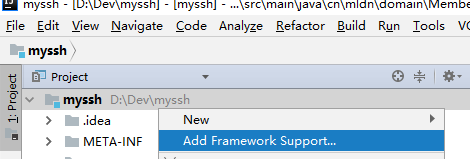 myssh - [D:\Dev\myssh] - [myssh] - ...\src\main\java\cn\mldn\domain\Membe
File Edit View Navigate Code Analyze Refactor Build Run Tools VC
myssh
1: Project
Project
myssh D:\Dev\myssh
.idea
New
META-INF
Add Framework Support...